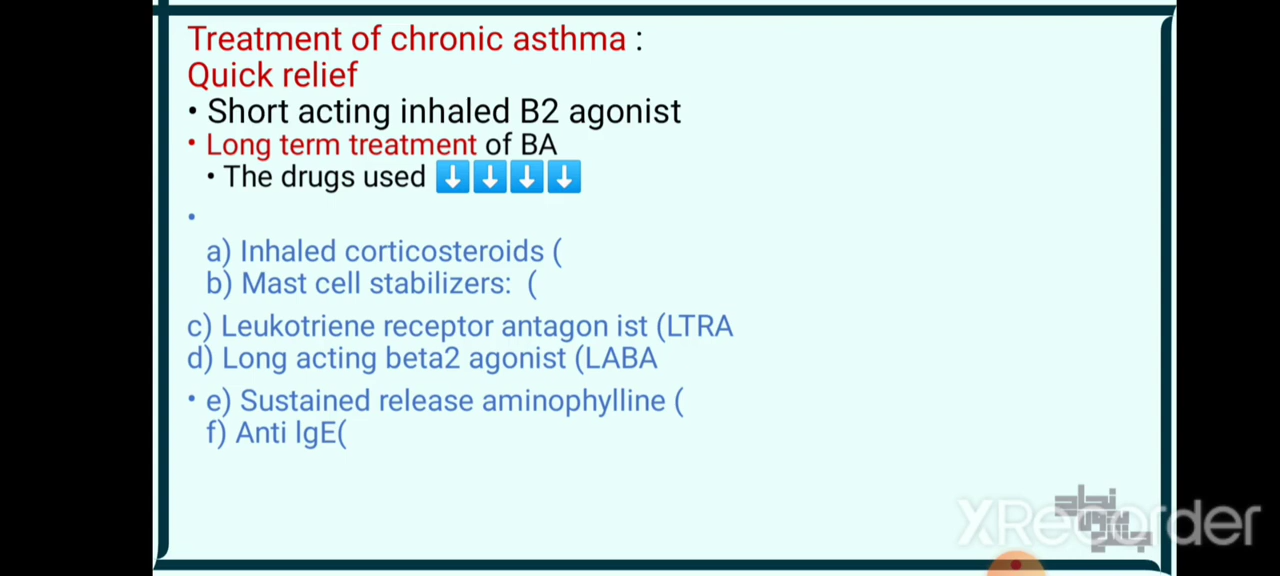 Treatment of chronic asthma :
Quick relief
• Short acting inhaled B2 agonist
• Long term treatment of BA
• The drugs used ⬇⬇⬇⬇
•
a) Inhaled corticosteroids (
b) Mast cell stabilizers: (
c) Leukotriene receptor antagon ist (LTRA
d) Long acting beta2 agonist (LABA
• e) Sustained release aminophylline (
f) Anti IgE(
XRecorder